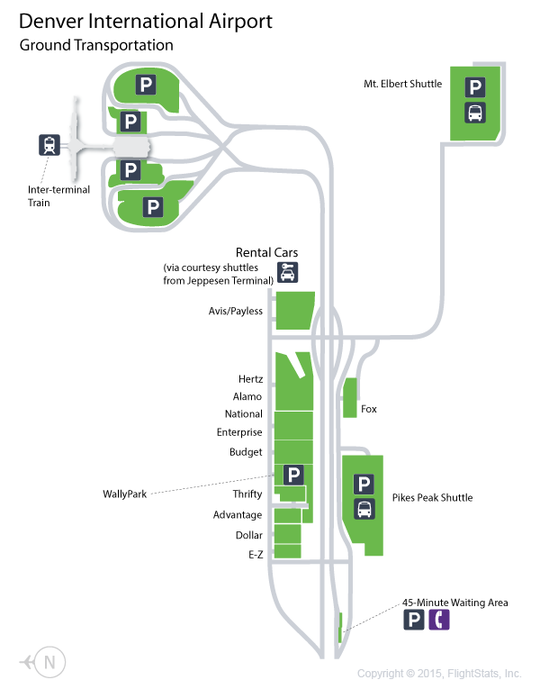 Denver International Airport
Ground Transportation
Mt. Elbert Shuttle
P
P
P
P
P
Inter-terminal
Train
Rental Cars
(via courtesy shuttles
from Jeppesen Terminal)
Avis/Payless
Hertz
Alamo
National
Fox
Enterprise
Budget
P
WallyPark
Thrifty
P
Pikes Peak Shuttle
Advantage
Dollar
E-Z
45-Minute Waiting Area
P
N
Copyright © 2015, FlightStats, Inc.